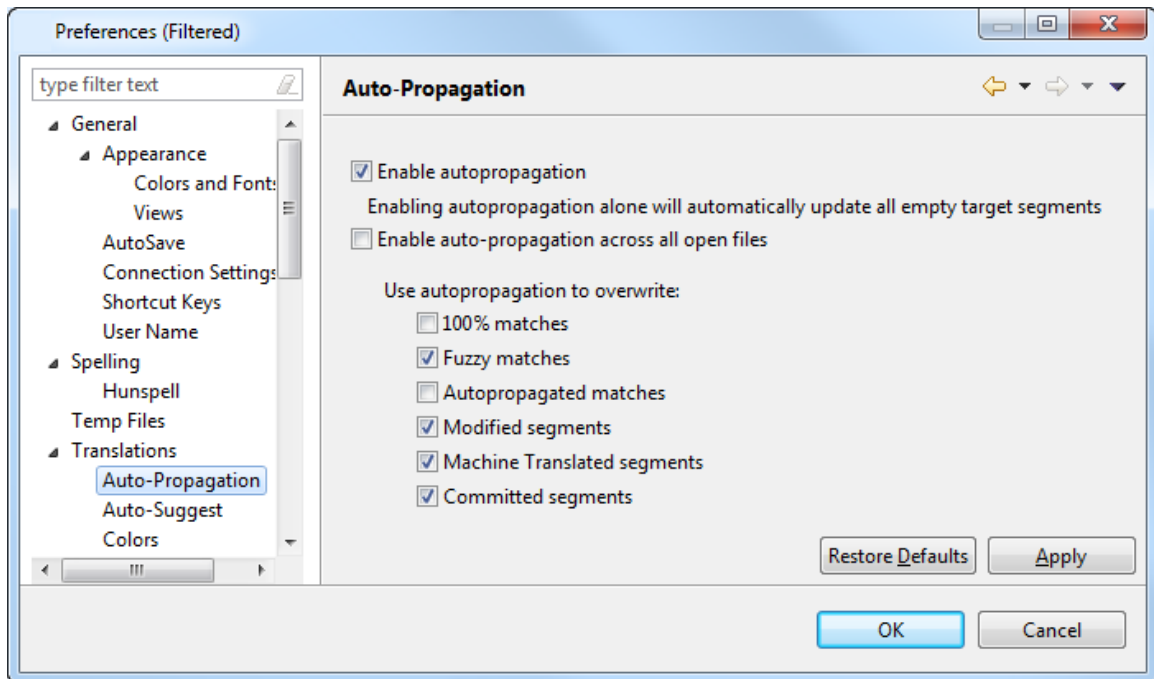 Preferences (Filtered)
type filter text
General
Appearance
Colors and Fonts
Views
AutoSave
Connection Settings
Shortcut Keys
User Name
Spelling
Hunspell
Temp Files
Translations
Auto-Propagation
Auto-Suggest
Colors
Auto-Propagation
Enable autopropagation
Enabling autopropagation alone will automatically update all empty target segments
Enable auto-propagation across all open files
Use autopropagation to overwrite:
100% matches
Fuzzy matches
Autopropagated matches
Modified segments
Machine Translated segments
Committed segments
Restore Defaults
Apply
OK
Cancel